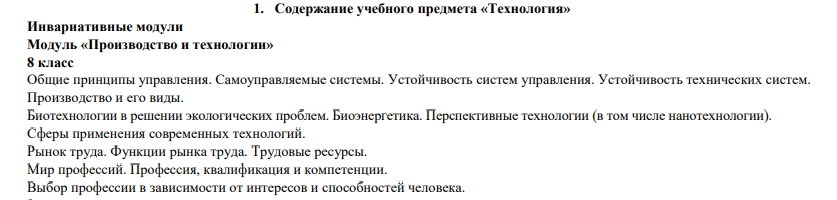 1. Содержание учебного предмета «Технология»
Инвариативные модули
Модуль «Производство и технологии»
8 класс
Общие принципы управления. Самоуправляемые системы. Устойчивость систем управления. Устойчивость технических систем.
Производство и его виды.
Биотехнологии в решении экологических проблем. Биоэнергетика. Перспективные технологии (в том числе нанотехнологии).
Сферы применения современных технологий.
Рынок труда. Функции рынка труда. Трудовые ресурсы.
Мир профессий. Профессия, квалификация и компетенции.
Выбор профессии в зависимости от интересов и способностей человека.